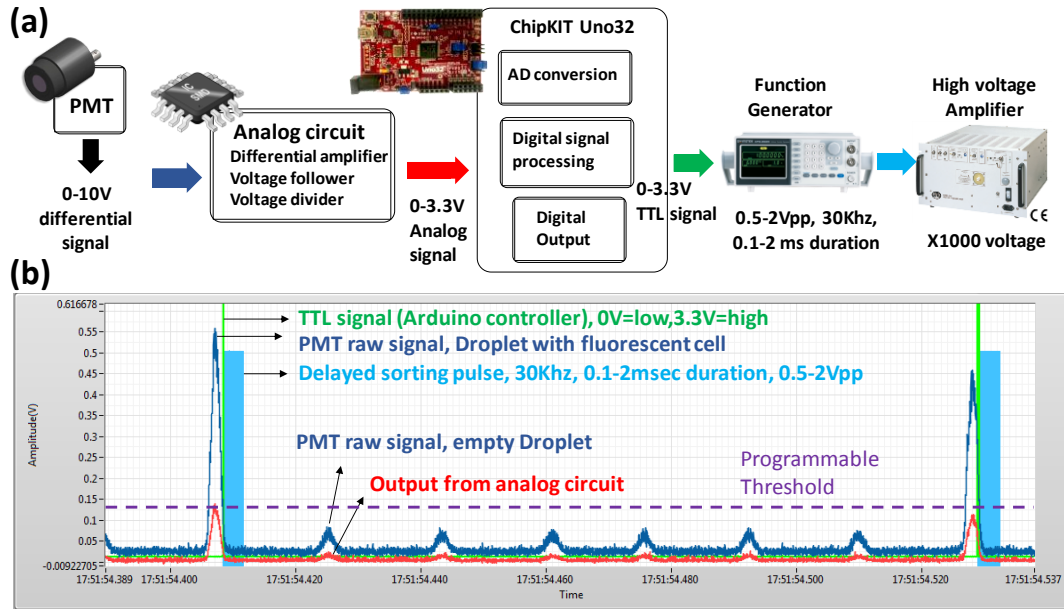 (a)
PMT
0-10V
differential
signal
Analog circuit
Differential amplifier
Voltage follower
Voltage divider
0-3.3V
Analog
signal
Uno32
ChipKIT Uno32
AD conversion
Digital signal
processing
Digital
Output
0-3.3V
TTL signal
Function
Generator
0.5-2Vpp, 30Khz,
0.1-2 ms duration
High voltage
Amplifier
CE
X1000 voltage
(b)
0.616678
0.55
0.5
0.45
0.4
0.35
0.3
0.25
0.2
0.15
0.1
0.05
-0.00922705
Amplitude(V)
TTL signal (Arduino controller), 0V=low,3.3V=high
PMT raw signal, Droplet with fluorescent cell
Delayed sorting pulse, 30Khz, 0.1-2msec duration, 0.5-2Vpp
PMT raw signal, empty Droplet
Output from analog circuit
Programmable
Threshold
17:51:54.389 17:51:54.400 17:51:54.420 17:51:54.440 17:51:54.460 17:51:54.480 17:51:54.500 17:51:54.520 17:51:54.537
Time